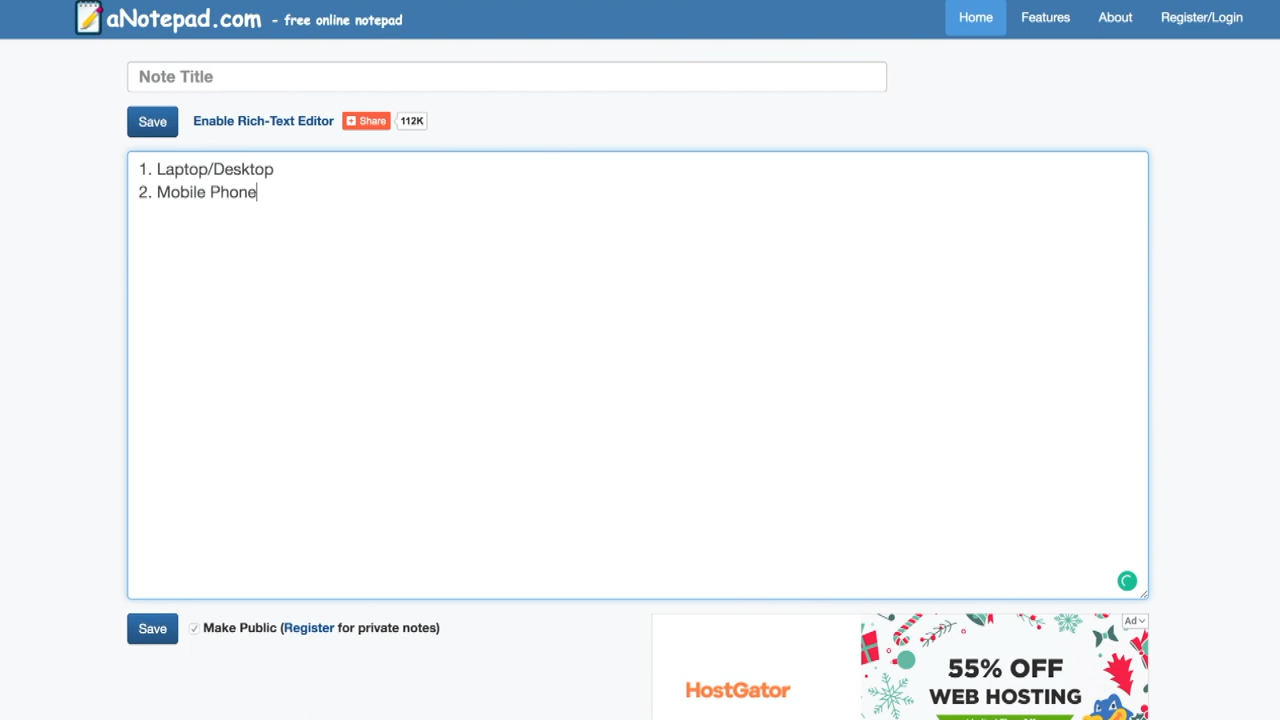 aNotepad.com - free online notepad
Home Features About Register/Login
Note Title
Save Enable Rich-Text Editor Share 112K
1. Laptop/Desktop
2. Mobile Phone
Save Make Public (Register for private notes)
Ad
HostGator
55% OFF
WEB HOSTING